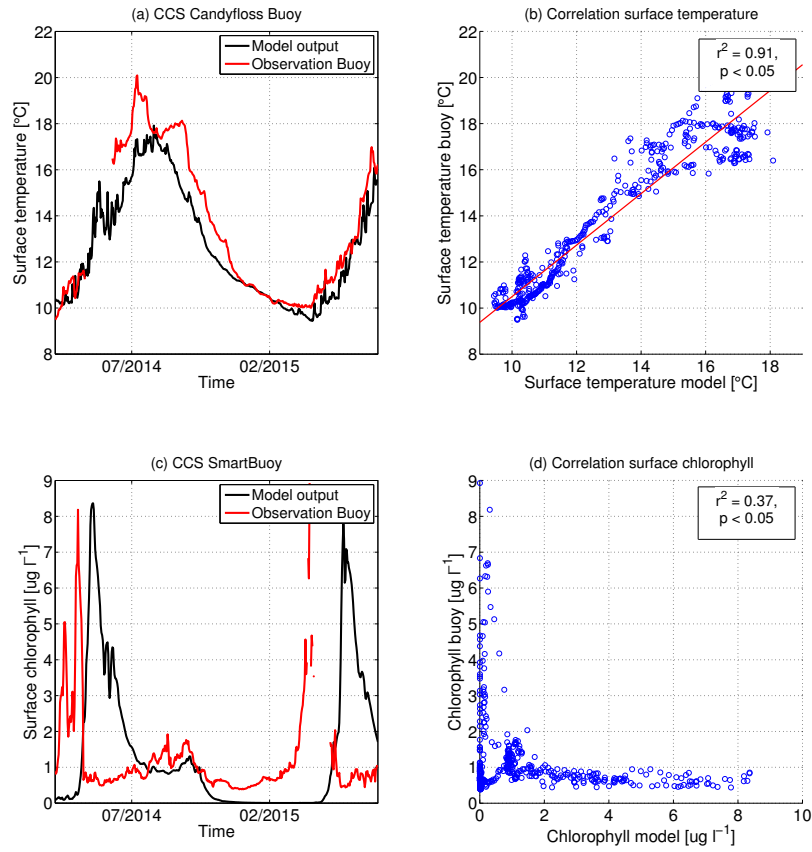 (a) CCS Candyfloss Buoy
Model output
Observation Buoy
Surface temperature [°C]
22
20
18
16
14
12
10
8
07/2014
02/2015
Time
(b) Correlation surface temperature
r² = 0.91,
p < 0.05
Surface temperature buoy [°C]
22
20
18
16
14
12
10
8
10
12
14
16
18
Surface temperature model [°C]
(c) CCS SmartBuoy
Model output
Observation Buoy
Surface chlorophyll [ug l⁻¹]
9
8
7
6
5
4
3
2
1
0
07/2014
02/2015
Time
(d) Correlation surface chlorophyll
r² = 0.37,
p < 0.05
Chlorophyll buoy [ug l⁻¹]
9
8
7
6
5
4
3
2
1
0
0
2
4
6
8
10
Chlorophyll model [ug l⁻¹]